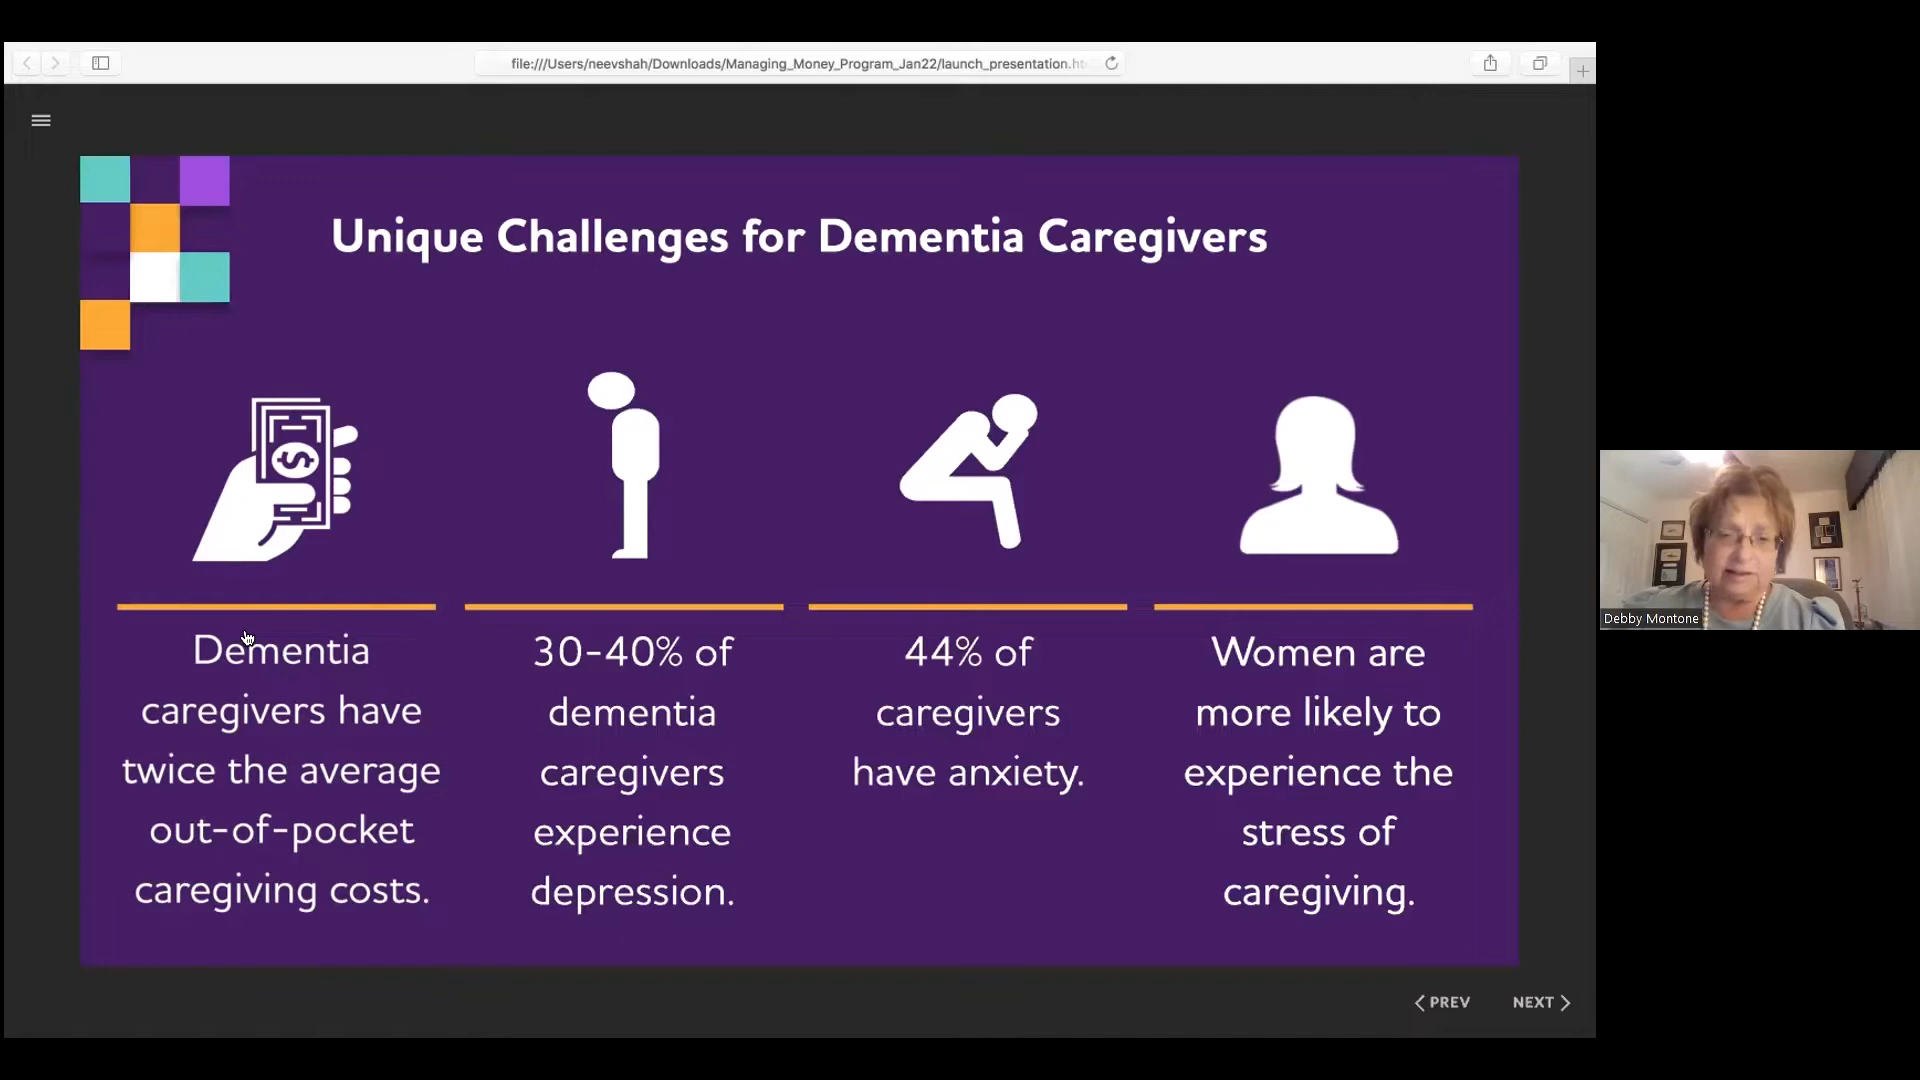 file:///Users/neevshah/Downloads/Managing_Money_Program_Jan22/launch_presentation.ht
Unique Challenges for Dementia Caregivers
$
Dementia
caregivers have
twice the average
out-of-pocket
caregiving costs.
30-40% of
dementia
caregivers
experience
depression.
44% of
caregivers
have anxiety.
Women are
more likely to
experience the
stress of
caregiving.
Debby Montone
PREV
NEXT